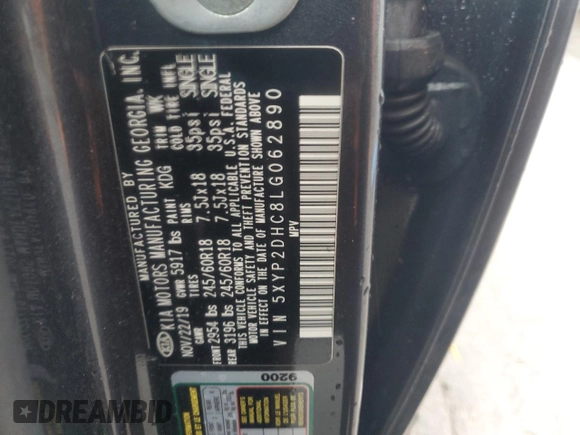 MANUFACTURED BY
KIA MOTORS MANUFACTURING GEORGIA, INC.
NOV/22/19 GVWR 5917 lbs PAINT KDG TRIM WK
GAWR TIRES RIMS COLD TIRE INFL
FRONT 2954 lbs 245/60R18 7.5Jx18 35psi SINGLE
REAR 3196 lbs 245/60R18 7.5Jx18 35psi SINGLE
THIS VEHICLE CONFORMS TO ALL APPLICABLE U.S.A. FEDERAL
MOTOR VEHICLE SAFETY AND THEFT PREVENTION STANDARDS
IN EFFECT ON THE DATE OF MANUFACTURE SHOWN ABOVE
VIN 5XYP2DHC8LG062890
MPV
9200
DREAMBID